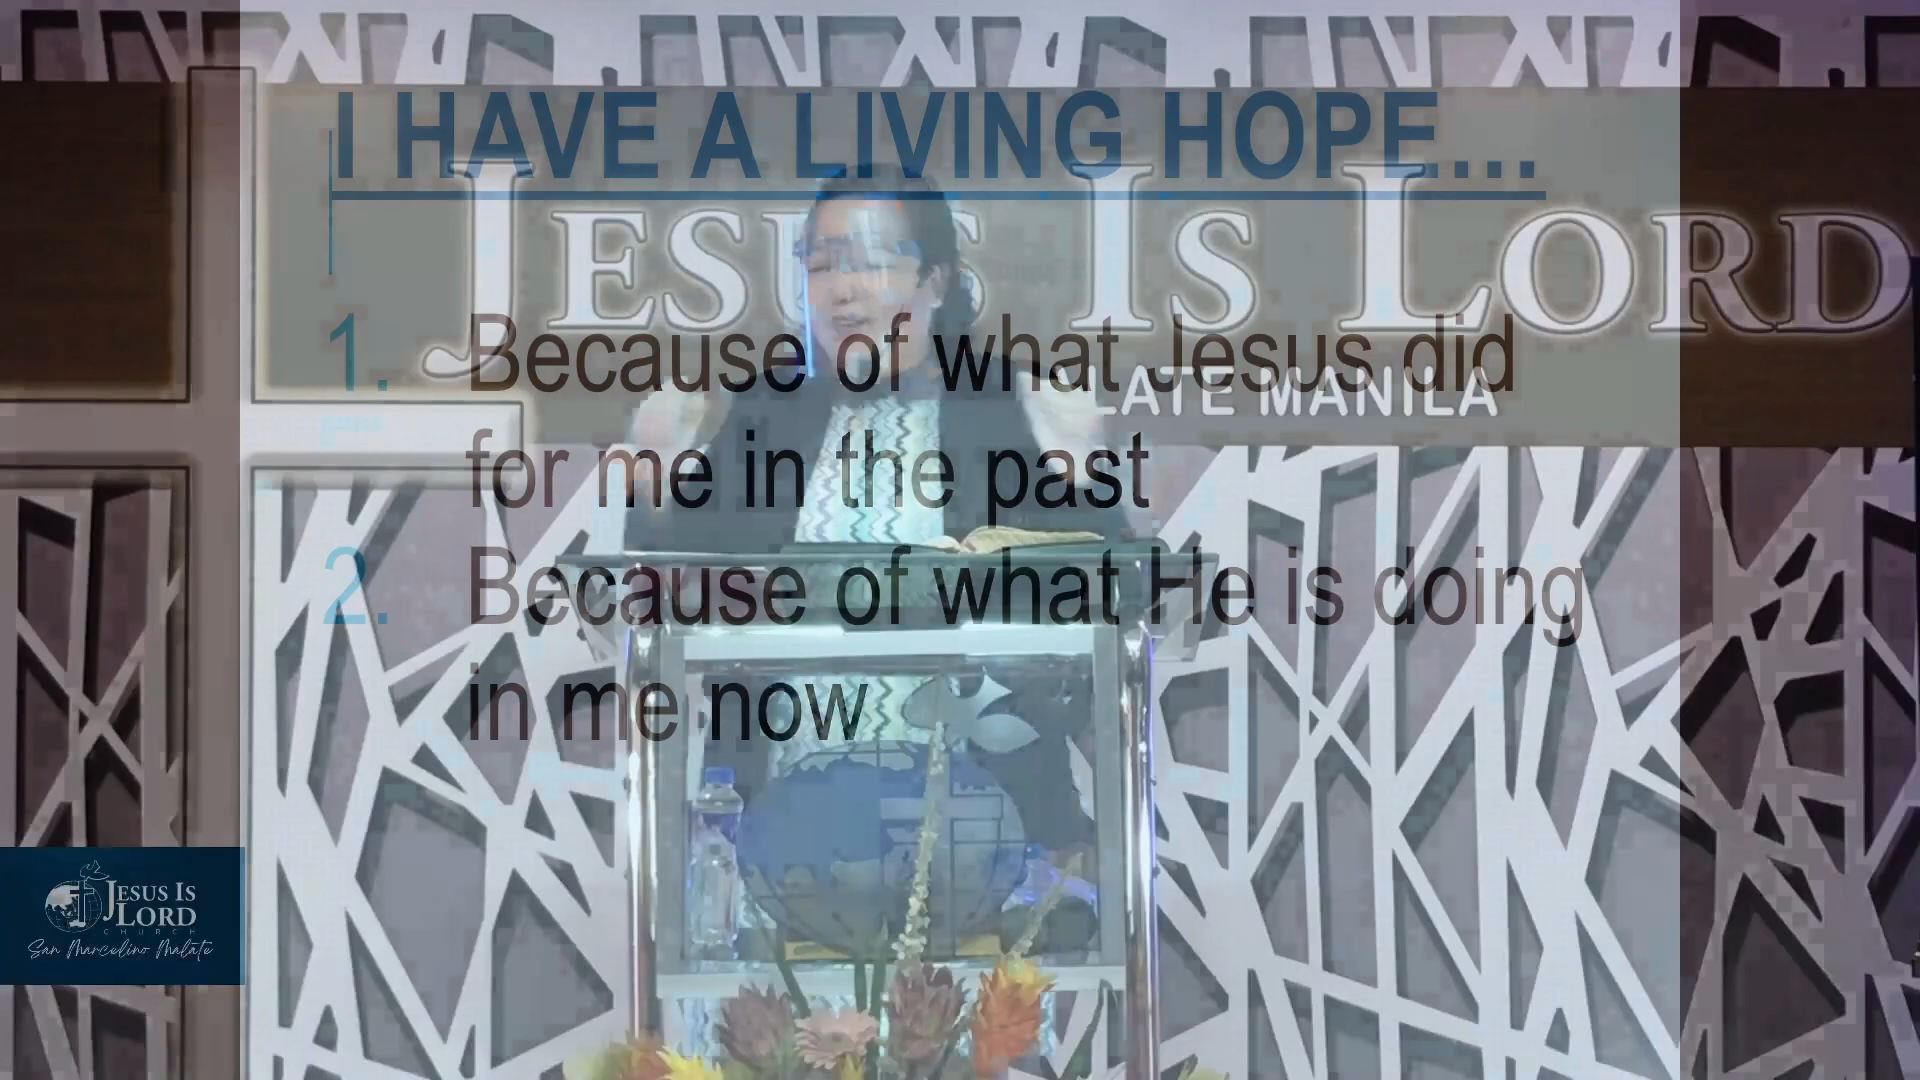 I HAVE A LIVING HOPE...
JESUS IS LORD
LATE MANILA
1. Because of what Jesus did
for me in the past
2. Because of what He is doing
in me now
JESUS IS
LORD
CHURCH
San Marcelino Malate